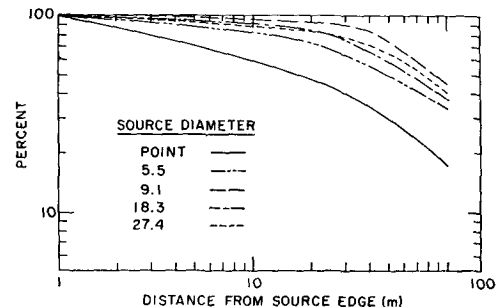 100
PERCENT
10
SOURCE DIAMETER
POINT
5.5
9.1
18.3
27.4
1
10
100
DISTANCE FROM SOURCE EDGE (m)